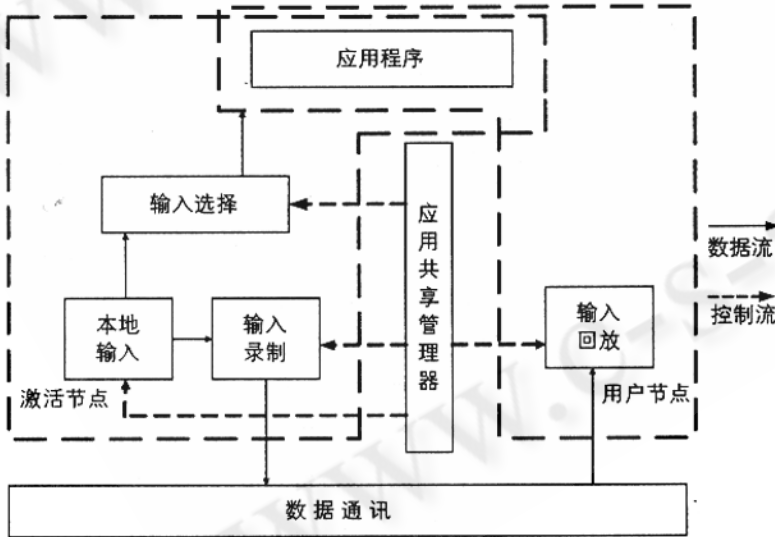 应用程序
输入选择
应用共享管理器
数据流
控制流
本地
输入
输入
录制
输入
回放
激活节点
用户节点
数据通讯